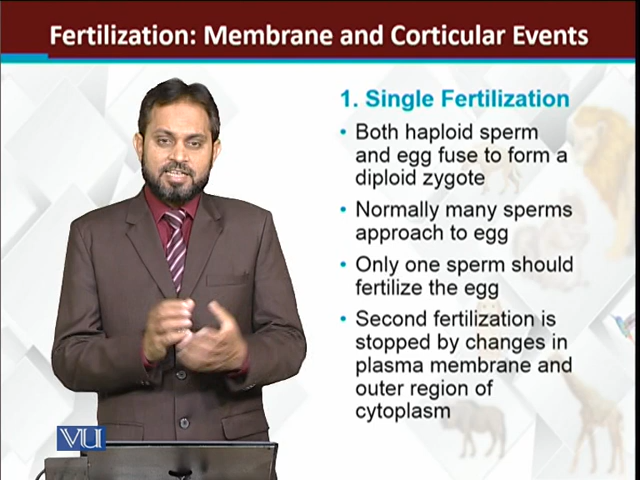 Fertilization: Membrane and Corticular Events
1. Single Fertilization
• Both haploid sperm
and egg fuse to form a
diploid zygote
• Normally many sperms
approach to egg
• Only one sperm should
fertilize the egg
• Second fertilization is
stopped by changes in
plasma membrane and
outer region of
cytoplasm
VU